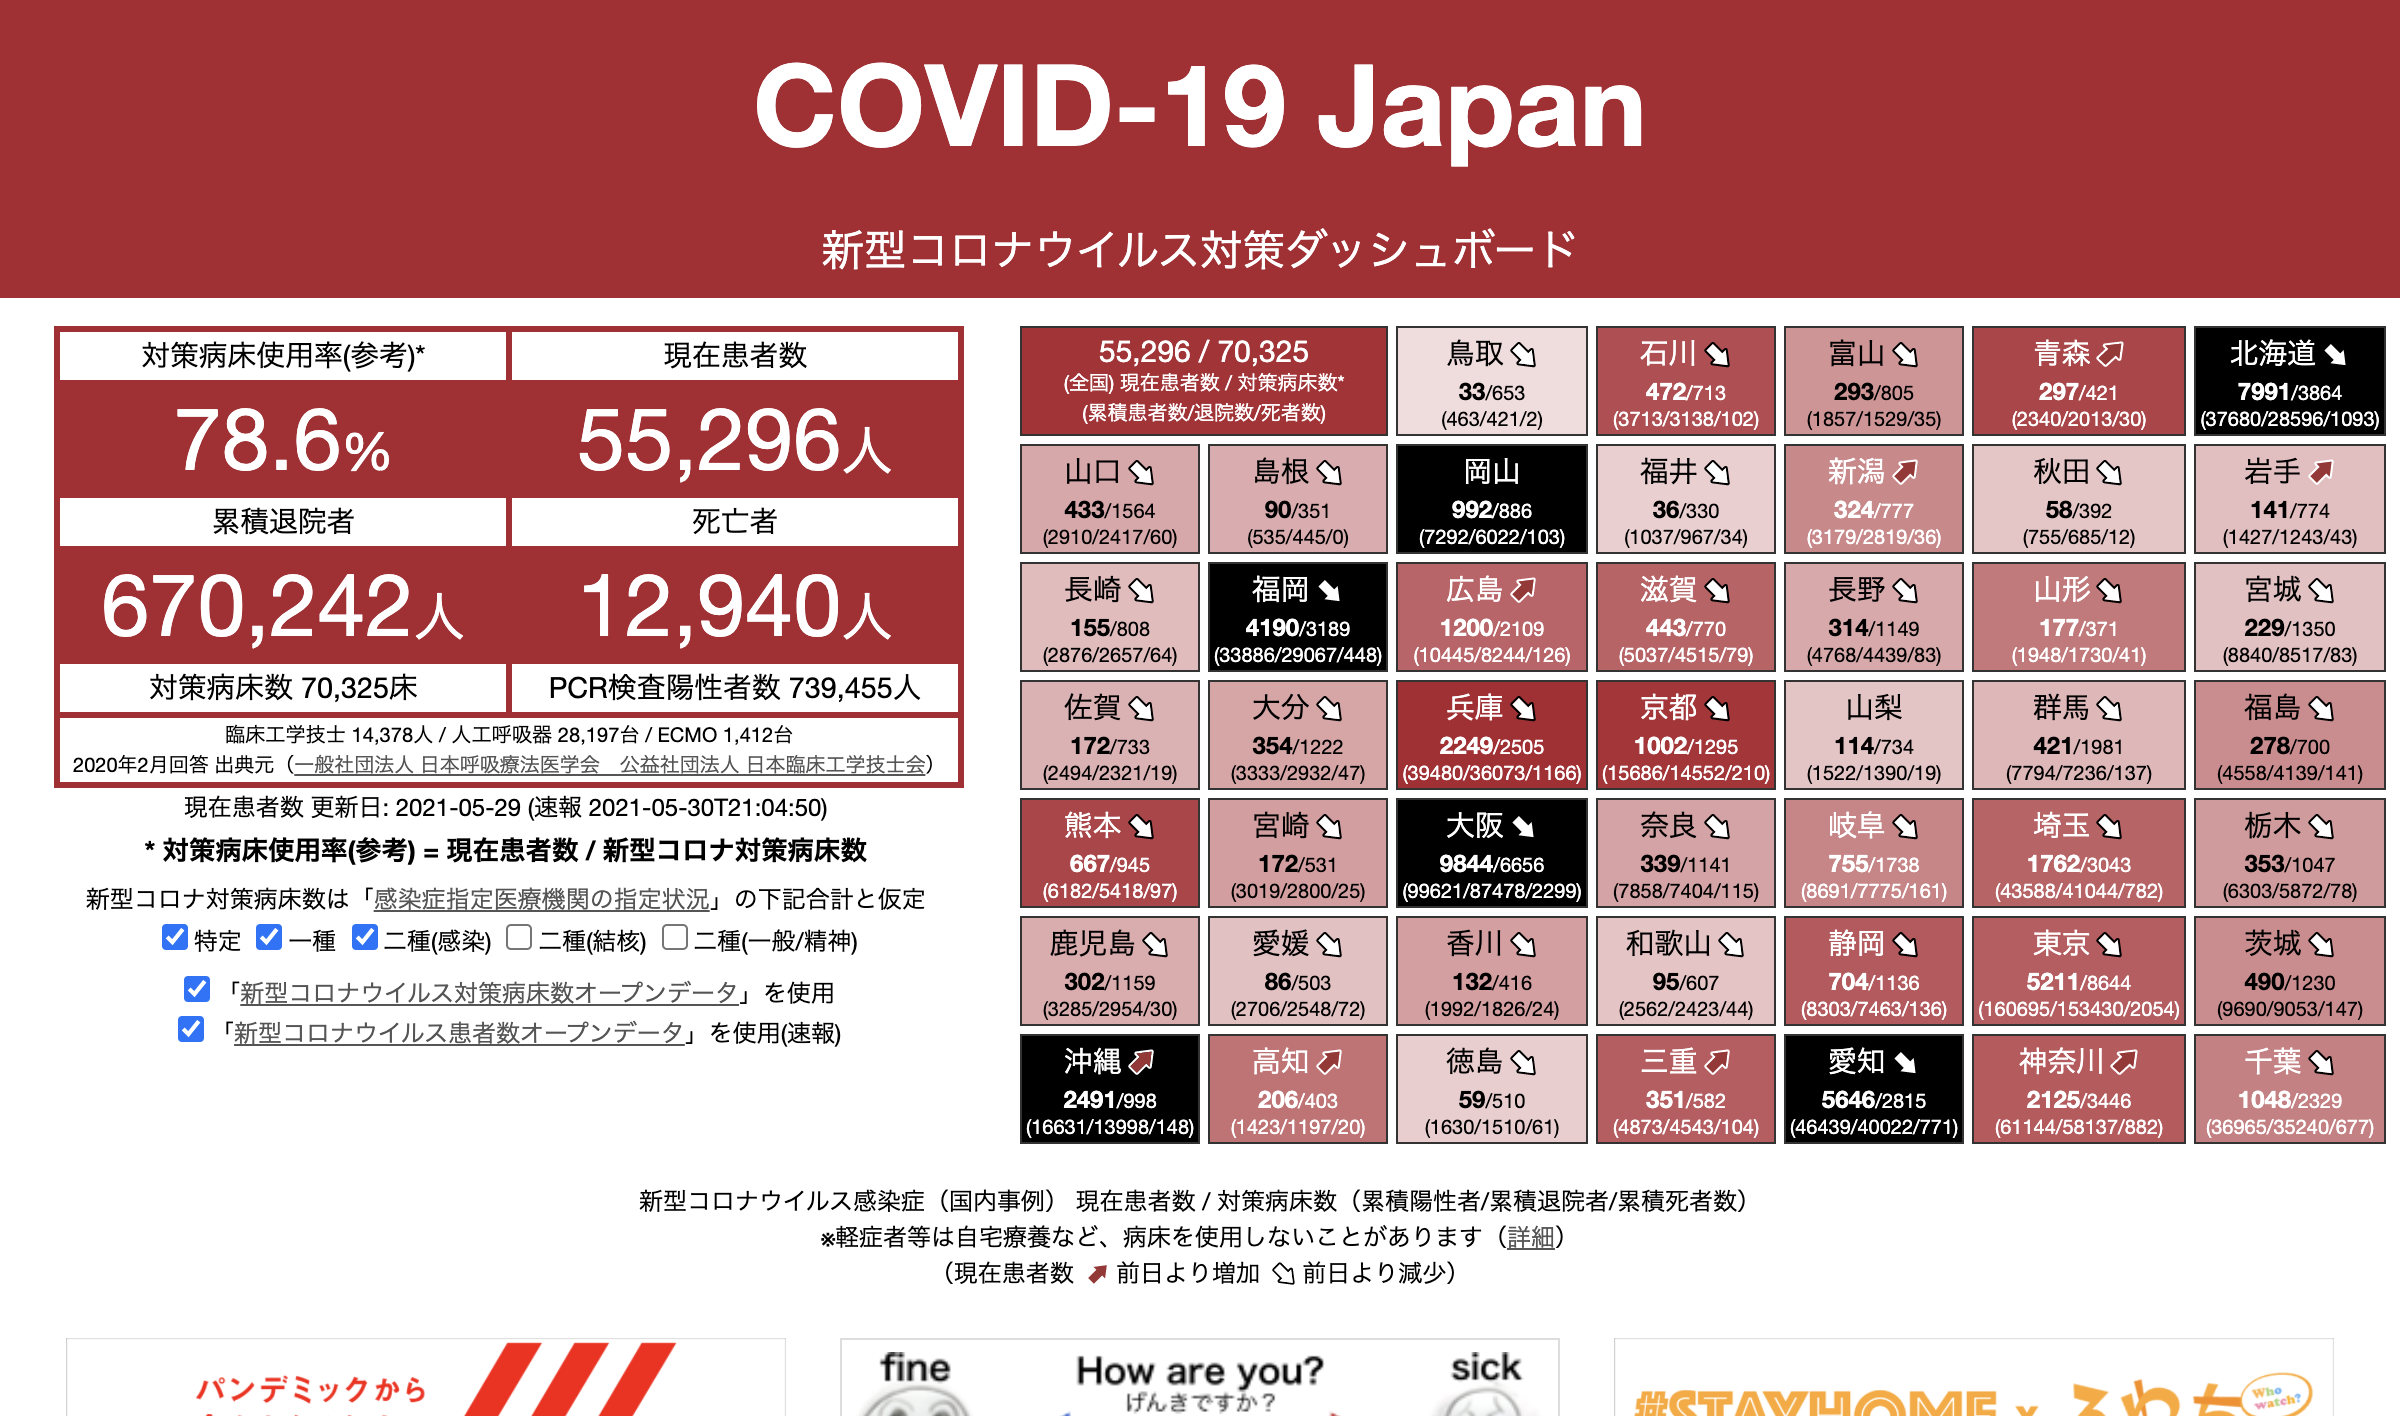 COVID-19 Japan
新型コロナウイルス対策ダッシュボード
対策病床使用率(参考)*
現在患者数
78.6%
55,296人
累積退院者
死亡者
670,242人
12,940人
対策病床数 70,325床
PCR検査陽性者数 739,455人
臨床工学技士 14,378人 / 人工呼吸器 28,197台 / ECMO 1,412台
2020年2月回答 出典元（一般社団法人 日本呼吸療法医学会　公益社団法人 日本臨床工学技士会）
現在患者数 更新日: 2021-05-29 (速報 2021-05-30T21:04:50)
* 対策病床使用率(参考) = 現在患者数 / 新型コロナ対策病床数
新型コロナ対策病床数は「感染症指定医療機関の指定状況」の下記合計と仮定
特定 一種 二種(感染) 二種(結核) 二種(一般/精神)
「新型コロナウイルス対策病床数オープンデータ」を使用
「新型コロナウイルス患者数オープンデータ」を使用(速報)
55,296 / 70,325
(全国) 現在患者数 / 対策病床数*
(累積患者数/退院数/死者数)
鳥取
33/653
(463/421/2)
石川
472/713
(3713/3138/102)
富山
293/805
(1857/1529/35)
青森
297/421
(2340/2013/30)
北海道
7991/3864
(37680/28596/1093)
山口
433/1564
(2910/2417/60)
島根
90/351
(535/445/0)
岡山
992/886
(7292/6022/103)
福井
36/330
(1037/967/34)
新潟
324/777
(3179/2819/36)
秋田
58/392
(755/685/12)
岩手
141/774
(1427/1243/43)
長崎
155/808
(2876/2657/64)
福岡
4190/3189
(33886/29067/448)
広島
1200/2109
(10445/8244/126)
滋賀
443/770
(5037/4515/79)
長野
314/1149
(4768/4439/83)
山形
177/371
(1948/1730/41)
宮城
229/1350
(8840/8517/83)
佐賀
172/733
(2494/2321/19)
大分
354/1222
(3333/2932/47)
兵庫
2249/2505
(39480/36073/1166)
京都
1002/1295
(15686/14552/210)
山梨
114/734
(1522/1390/19)
群馬
421/1981
(7794/7236/137)
福島
278/700
(4558/4139/141)
熊本
667/945
(6182/5418/97)
宮崎
172/531
(3019/2800/25)
大阪
9844/6656
(99621/87478/2299)
奈良
339/1141
(7858/7404/115)
岐阜
755/1738
(8691/7775/161)
埼玉
1762/3043
(43588/41044/782)
栃木
353/1047
(6303/5872/78)
鹿児島
302/1159
(3285/2954/30)
愛媛
86/503
(2706/2548/72)
香川
132/416
(1992/1826/24)
和歌山
95/607
(2562/2423/44)
静岡
704/1136
(8303/7463/136)
東京
5211/8644
(160695/153430/2054)
茨城
490/1230
(9690/9053/147)
沖縄
2491/998
(16631/13998/148)
高知
206/403
(1423/1197/20)
徳島
59/510
(1630/1510/61)
三重
351/582
(4873/4543/104)
愛知
5646/2815
(46439/40022/771)
神奈川
2125/3446
(61144/58137/882)
千葉
1048/2329
(36965/35240/677)
新型コロナウイルス感染症（国内事例） 現在患者数 / 対策病床数（累積陽性者/累積退院者/累積死者数）
※軽症者等は自宅療養など、病床を使用しないことがあります（詳細）
（現在患者数 前日より増加 前日より減少）
パンデミックから
fine
How are you?
sick
げんきですか?
#STAYHOME x
Who watch?